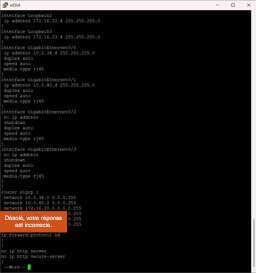 vIOS4
interface Loopback2
ip address 172.16.22.4 255.255.255.0
!
interface Loopback3
ip address 172.16.23.4 255.255.255.0
!
interface GigabitEthernet0/0
ip address 10.0.34.4 255.255.255.0
duplex auto
speed auto
media-type rj45
!
interface GigabitEthernet0/1
ip address 10.0.45.4 255.255.255.0
duplex auto
speed auto
media-type rj45
!
interface GigabitEthernet0/2
no ip address
shutdown
duplex auto
speed auto
media-type rj45
!
interface GigabitEthernet0/3
no ip address
shutdown
duplex auto
speed auto
media-type rj45
!
!
router eigrp 1
network 10.0.34.0 0.0.0.255
network 10.0.45.0 0.0.0.255
network 172.16.20.0 0.0.0.255
Désolé, votre réponse
est incorrecte.
ip forward-protocol nd
!
!
no ip http server
no ip http secure-server
!
--More--